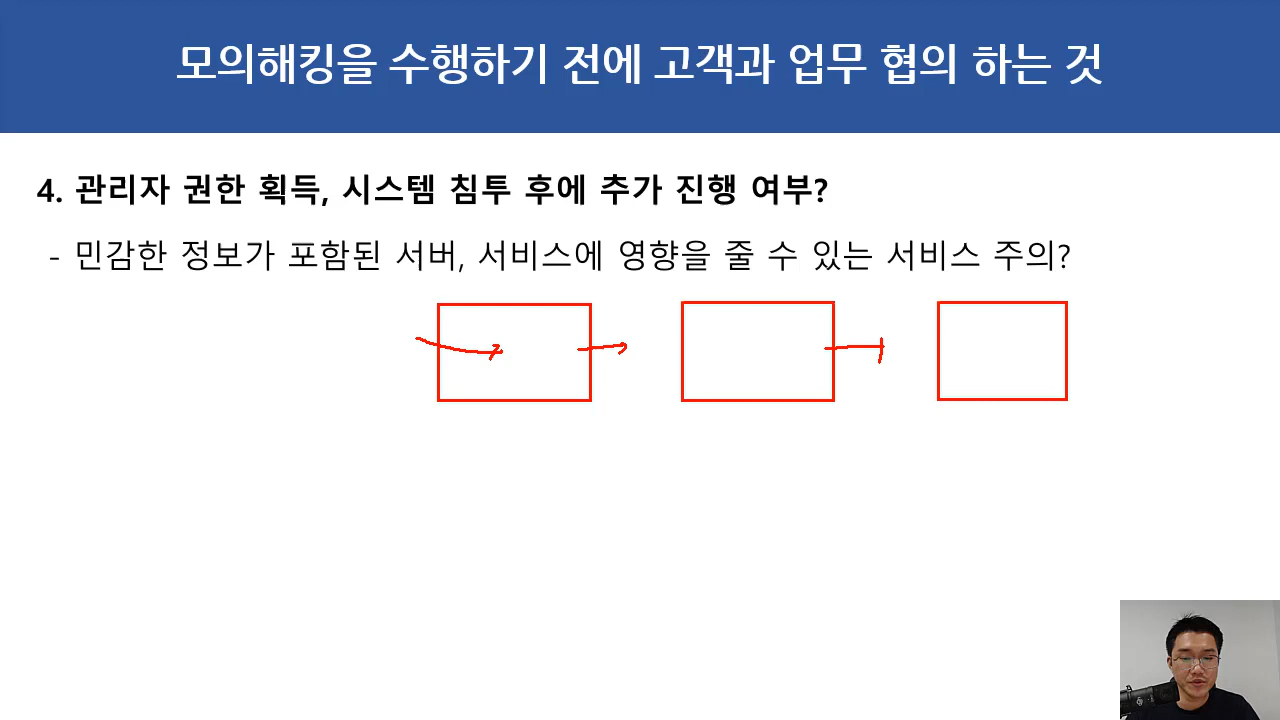 모의해킹을 수행하기 전에 고객과 업무 협의 하는 것
4. 관리자 권한 획득, 시스템 침투 후에 추가 진행 여부?
- 민감한 정보가 포함된 서버, 서비스에 영향을 줄 수 있는 서비스 주의?